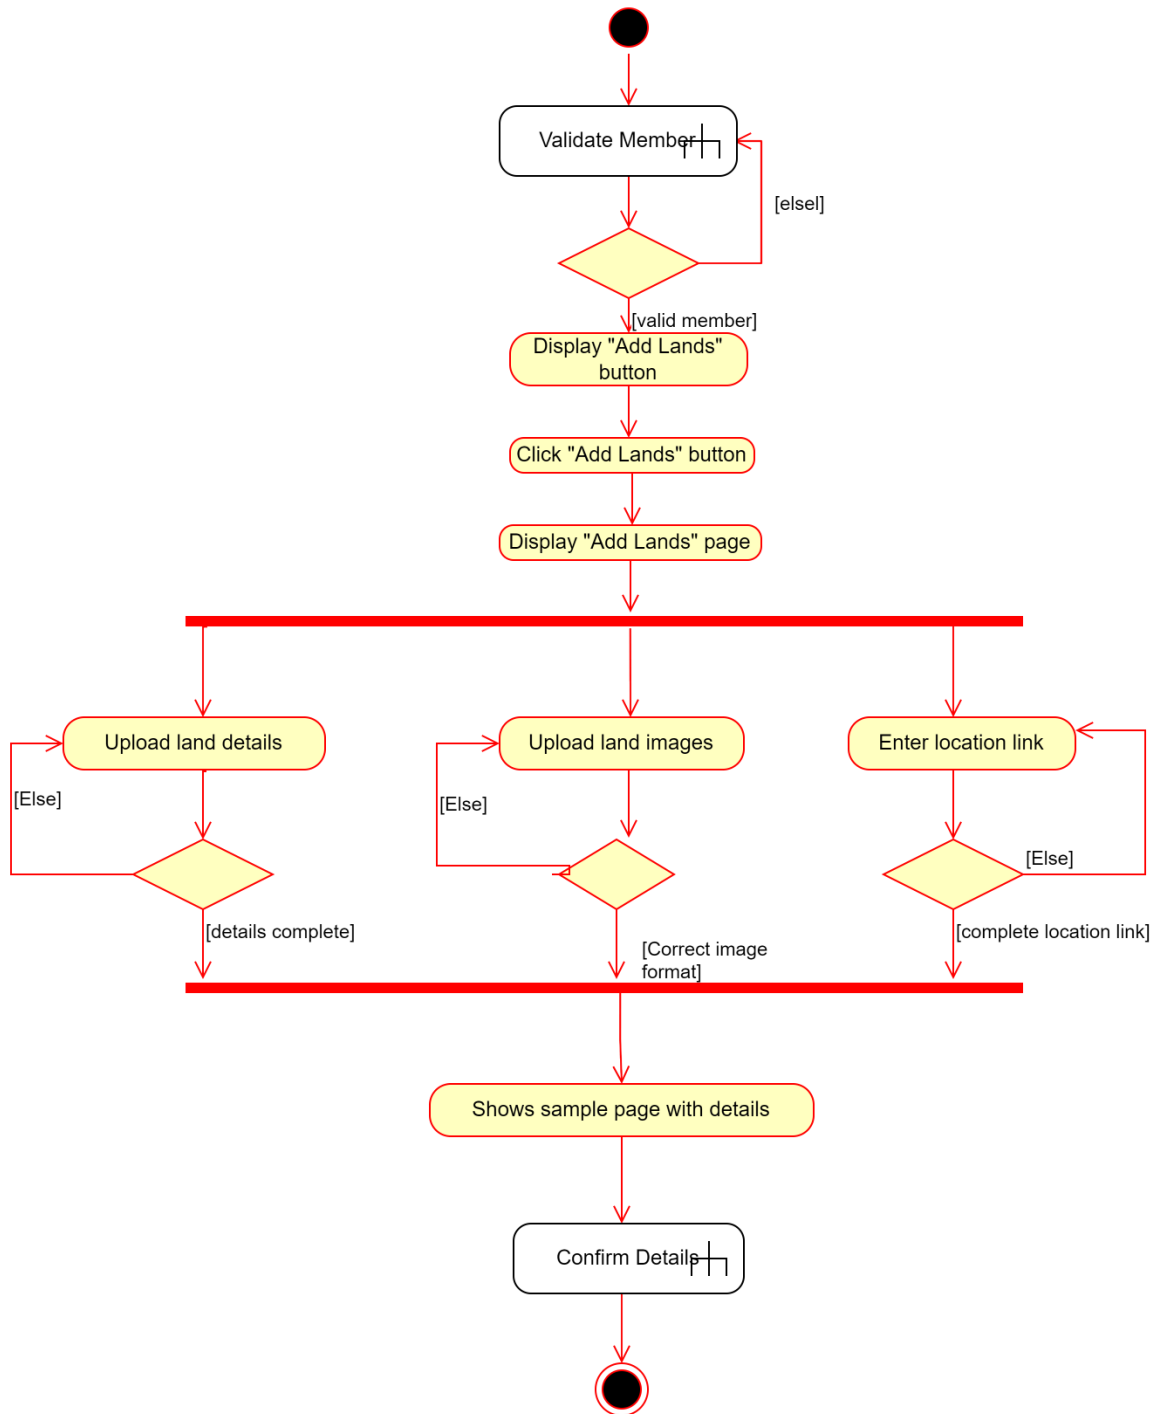 Validate Member
[elsel]
[valid member]
Display "Add Lands"
button
Click "Add Lands" button
Display "Add Lands" page
Upload land details
Upload land images
Enter location link
[Else]
[Else]
[Else]
[details complete]
[Correct image
format]
[complete location link]
Shows sample page with details
Confirm Details